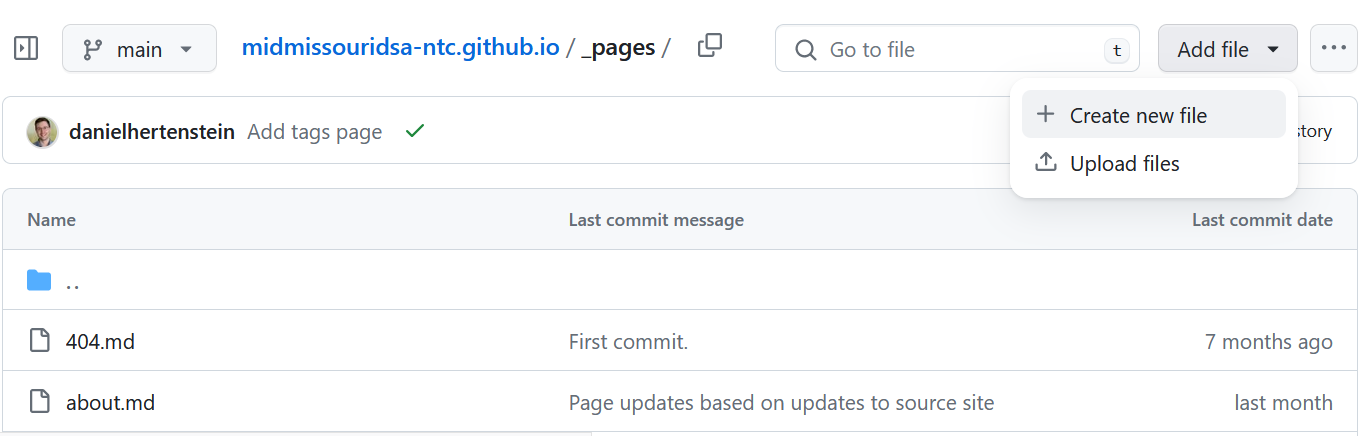 main midmissouridsa-ntc.github.io / _pages / Go to file t Add file ...
danielhertenstein Add tags page
Create new file
story
Upload files
Name Last commit message Last commit date
..
404.md First commit. 7 months ago
about.md Page updates based on updates to source site last month